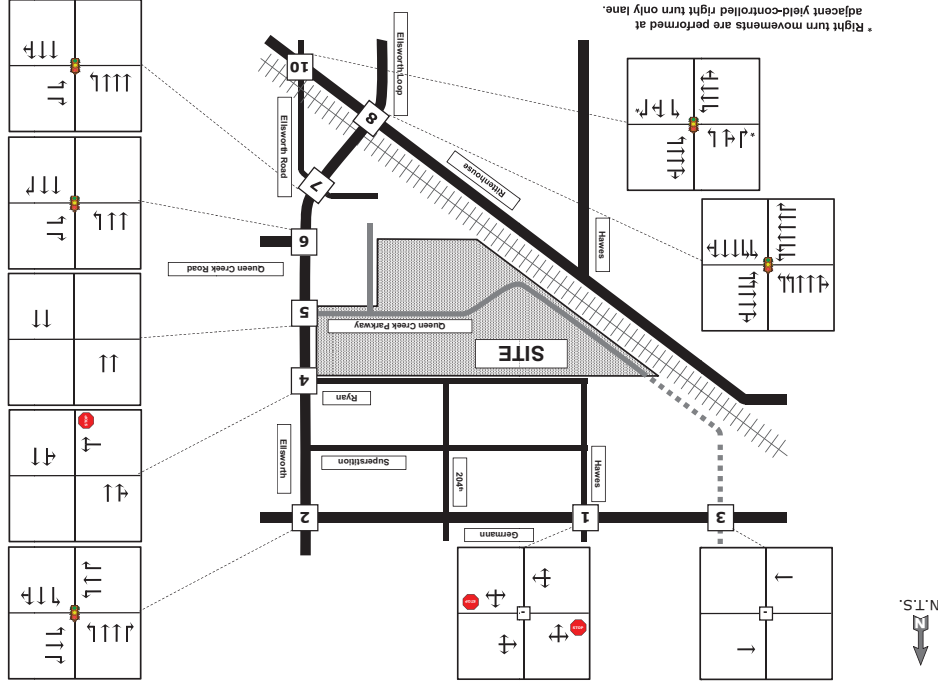 N
N.T.S.
STOP
STOP
Germann
3
1
2
Hawes
204th
Superstition
Ellsworth
STOP
Ryan
4
SITE
Queen Creek Parkway
5
Queen Creek Road
6
Hawes
Rittenhouse
7
Ellsworth Road
8
10
Ellsworth Loop
* Right turn movements are performed at
adjacent yield-controlled right turn only lane.